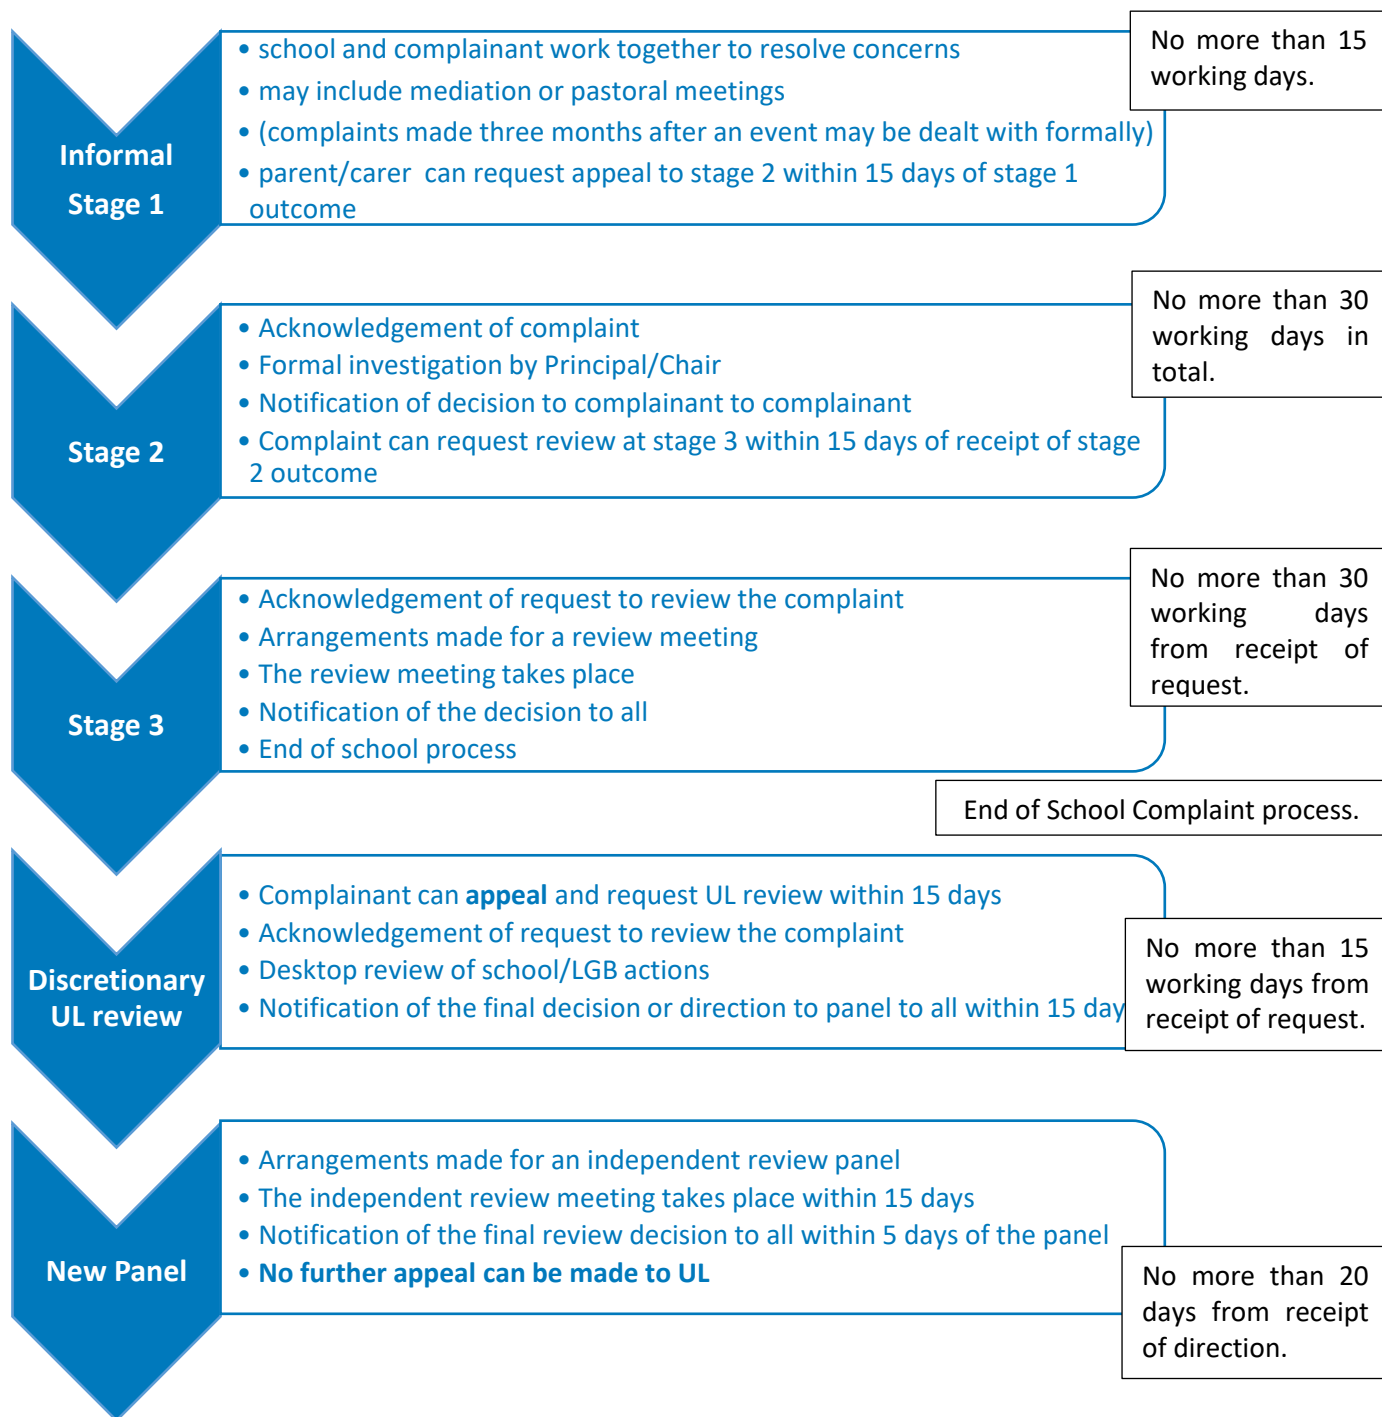 Informal
Stage 1
• school and complainant work together to resolve concerns
• may include mediation or pastoral meetings
• (complaints made three months after an event may be dealt with formally)
• parent/carer can request appeal to stage 2 within 15 days of stage 1
outcome
No more than 15
working days.
Stage 2
• Acknowledgement of complaint
• Formal investigation by Principal/Chair
• Notification of decision to complainant to complainant
• Complaint can request review at stage 3 within 15 days of receipt of stage
2 outcome
No more than 30
working days in
total.
Stage 3
• Acknowledgement of request to review the complaint
• Arrangements made for a review meeting
• The review meeting takes place
• Notification of the decision to all
• End of school process
No more than 30
working days
from receipt of
request.
End of School Complaint process.
Discretionary
UL review
• Complainant can appeal and request UL review within 15 days
• Acknowledgement of request to review the complaint
• Desktop review of school/LGB actions
• Notification of the final decision or direction to panel to all within 15 day
No more than 15
working days from
receipt of request.
New Panel
• Arrangements made for an independent review panel
• The independent review meeting takes place within 15 days
• Notification of the final review decision to all within 5 days of the panel
• No further appeal can be made to UL
No more than 20
days from receipt
of direction.